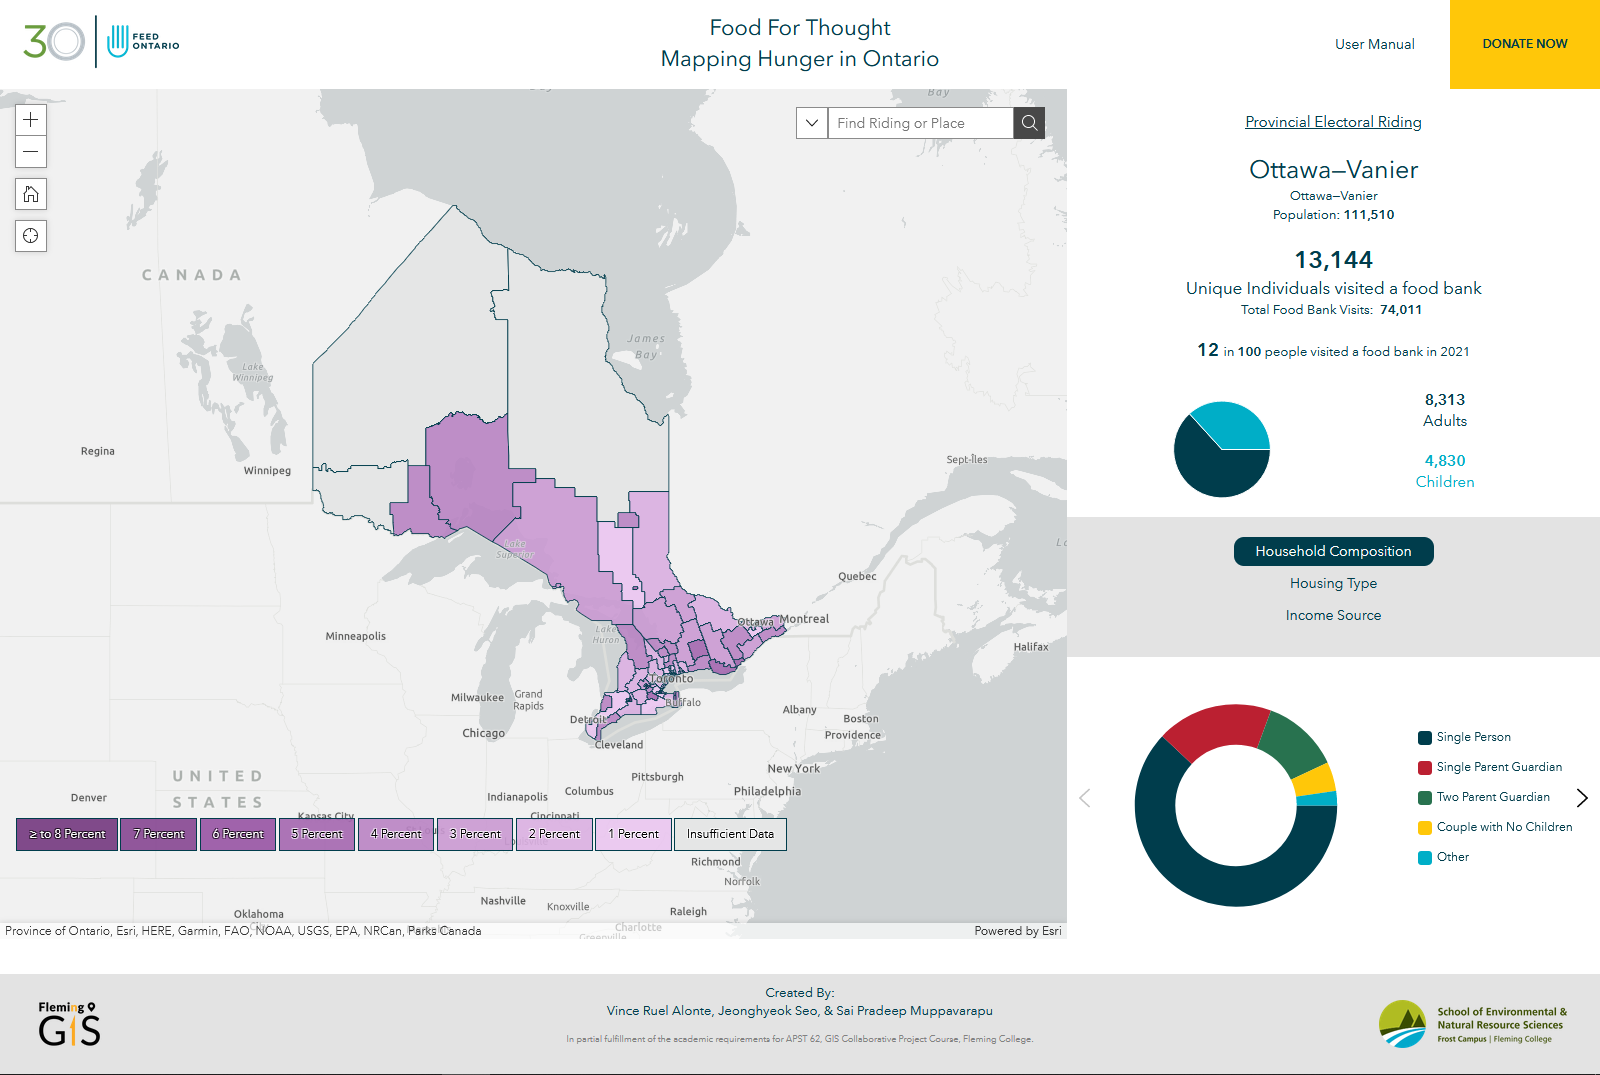 30
FEED
ONTARIO
Food For Thought
Mapping Hunger in Ontario
User Manual
DONATE NOW
Bay
Find Riding or Place
CANADA
James
Bay
Lake
Winnipeg
Regina
Winnipeg
Sept-Îles
Lake
Superior
Quebec
Ottawa
Montreal
Lake
Huron
Minneapolis
Halifax
Toronto
Milwaukee
Grand
Rapids
Buffalo
Detroit
Albany
Boston
Chicago
Providence
Cleveland
New York
UNITED
STATES
Pittsburgh
Denver
Indianapolis
Columbus
Philadelphia
Kansas City
Cincinnati
≥ to 8 Percent
7 Percent
6 Percent
5 Percent
4 Percent
3 Percent
2 Percent
1 Percent
Insufficient Data
Richmond
Norfolk
Nashville
Knoxville
Raleigh
Oklahoma
Charlotte
Greenville
Province of Ontario, Esri, HERE, Garmin, FAO, NOAA, USGS, EPA, NRCan, Parks Canada
Powered by Esri
Provincial Electoral Riding
Ottawa–Vanier
Ottawa–Vanier
Population: 111,510
13,144
Unique Individuals visited a food bank
Total Food Bank Visits: 74,011
12 in 100 people visited a food bank in 2021
8,313
Adults
4,830
Children
Household Composition
Housing Type
Income Source
Single Person
Single Parent Guardian
Two Parent Guardian
Couple with No Children
Other
Fleming
GIS
Created By:
Vince Ruel Alonte, Jeonghyeok Seo, & Sai Pradeep Muppavarapu
In partial fulfillment of the academic requirements for APST 62, GIS Collaborative Project Course, Fleming College.
School of Environmental &
Natural Resource Sciences
Frost Campus | Fleming College